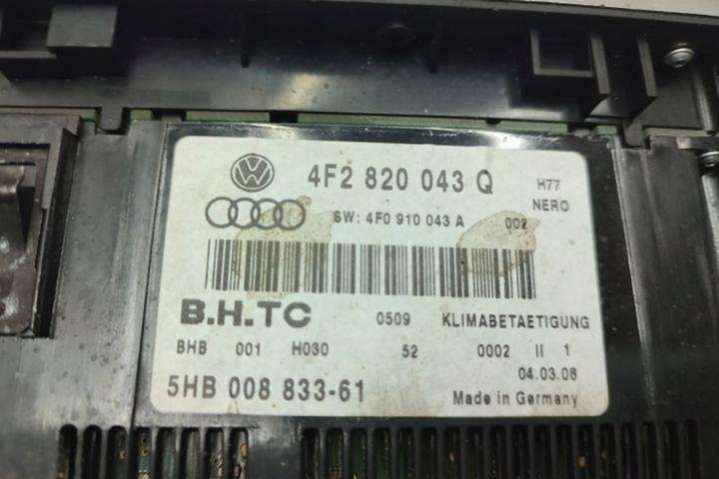 4F2 820 043 Q H77
NERO
SW: 4F0 910 043 A 002
B.H.TC 0509 KLIMABETAETIGUNG
BHB 001 H030 52 0002 II 1
04.03.08
5HB 008 833-61 Made in Germany